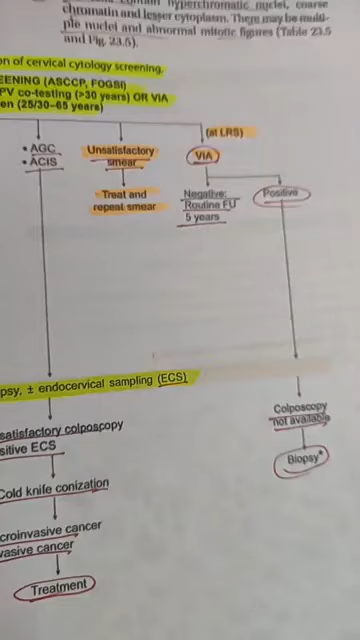 hyperchromatic nuclei, coarse
chromatin and lesser cytoplasm. There may be multi-
ple nuclei and abnormal mitotic figures (Table 23.5
and Fig. 23.5).
on of cervical cytology screening.
EENING (ASCCP, FOGSI)
PV co-testing (>30 years) OR VIA
en (25/30–65 years)
(at LRS)
• AGC
• ACIS
Unsatisfactory
smear
VIA
Treat and
repeat smear
Negative:
Routine FU
5 years
Positive
psy, ± endocervical sampling (ECS)
satisfactory colposcopy
sitive ECS
Colposcopy
not available
Biopsy*
Cold knife conization
croinvasive cancer
vasive cancer
Treatment